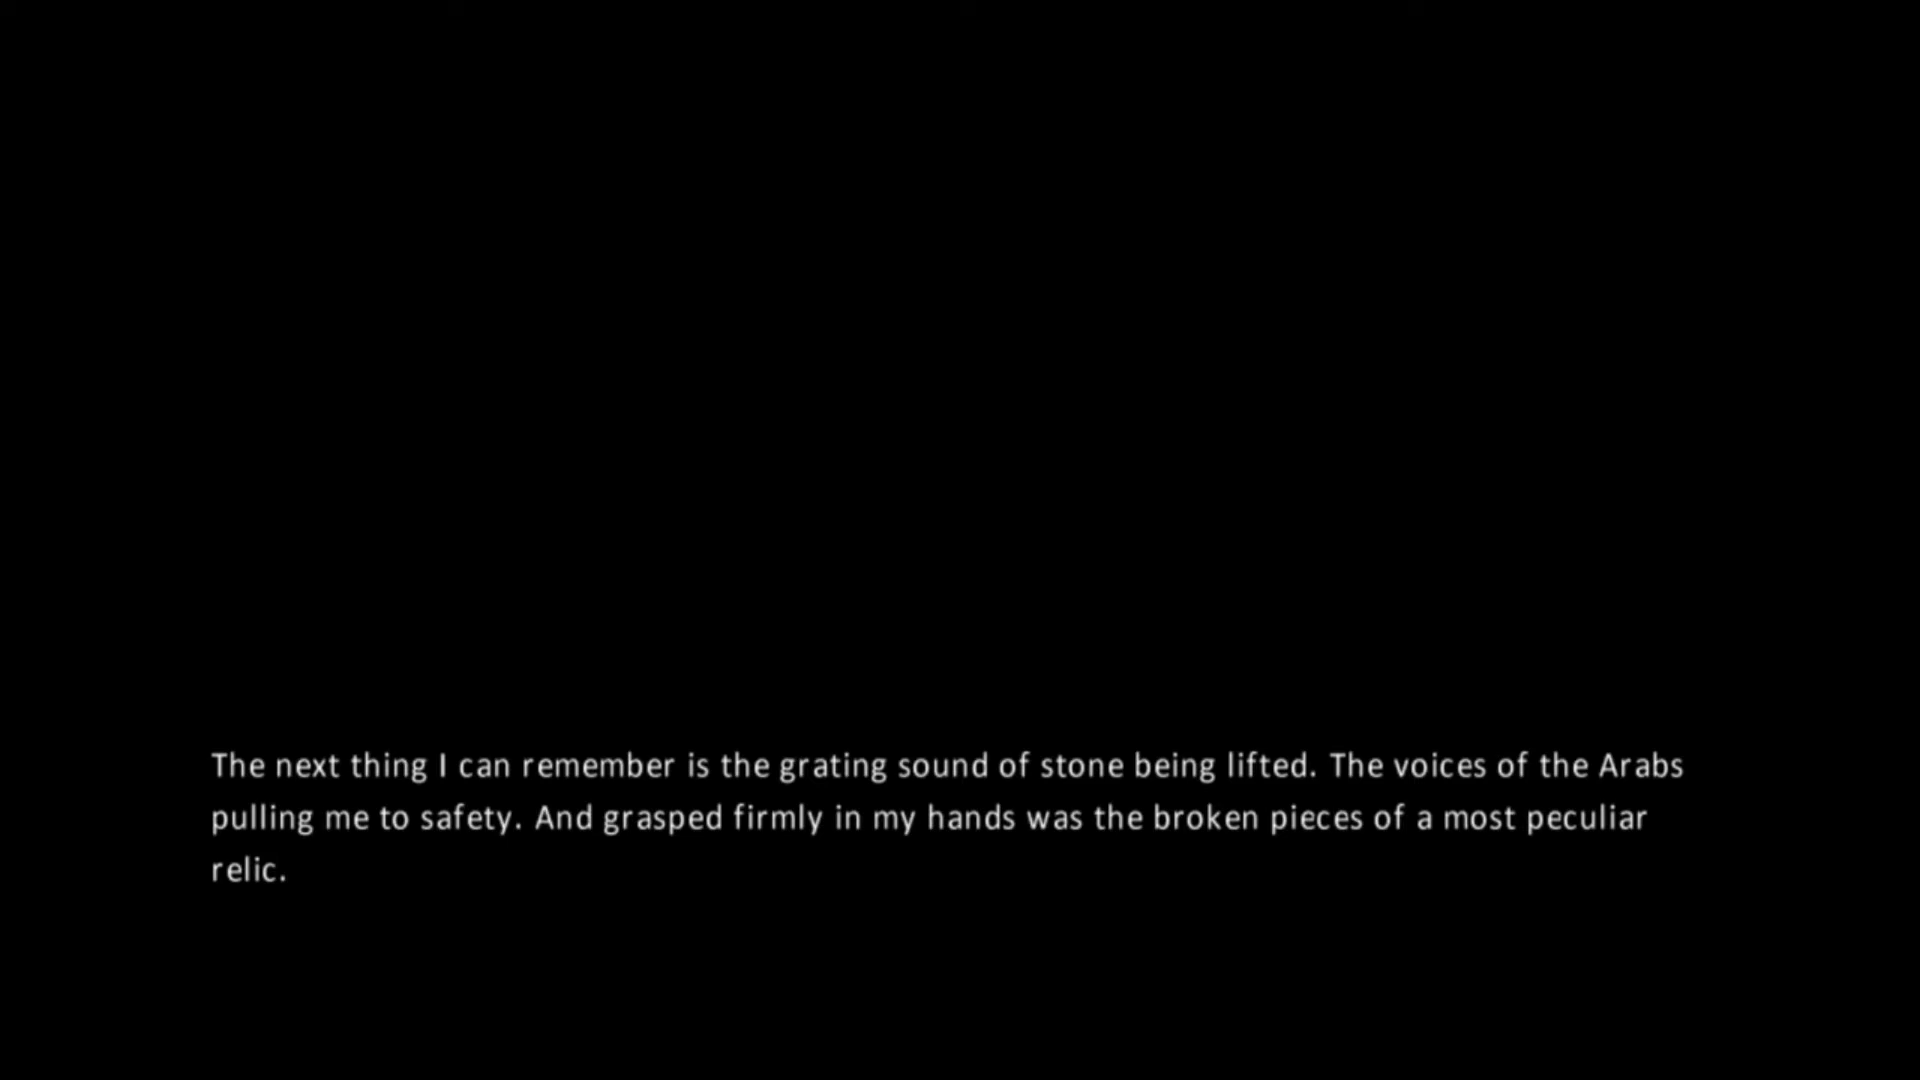 The next thing I can remember is the grating sound of stone being lifted. The voices of the Arabs
pulling me to safety. And grasped firmly in my hands was the broken pieces of a most peculiar
relic.